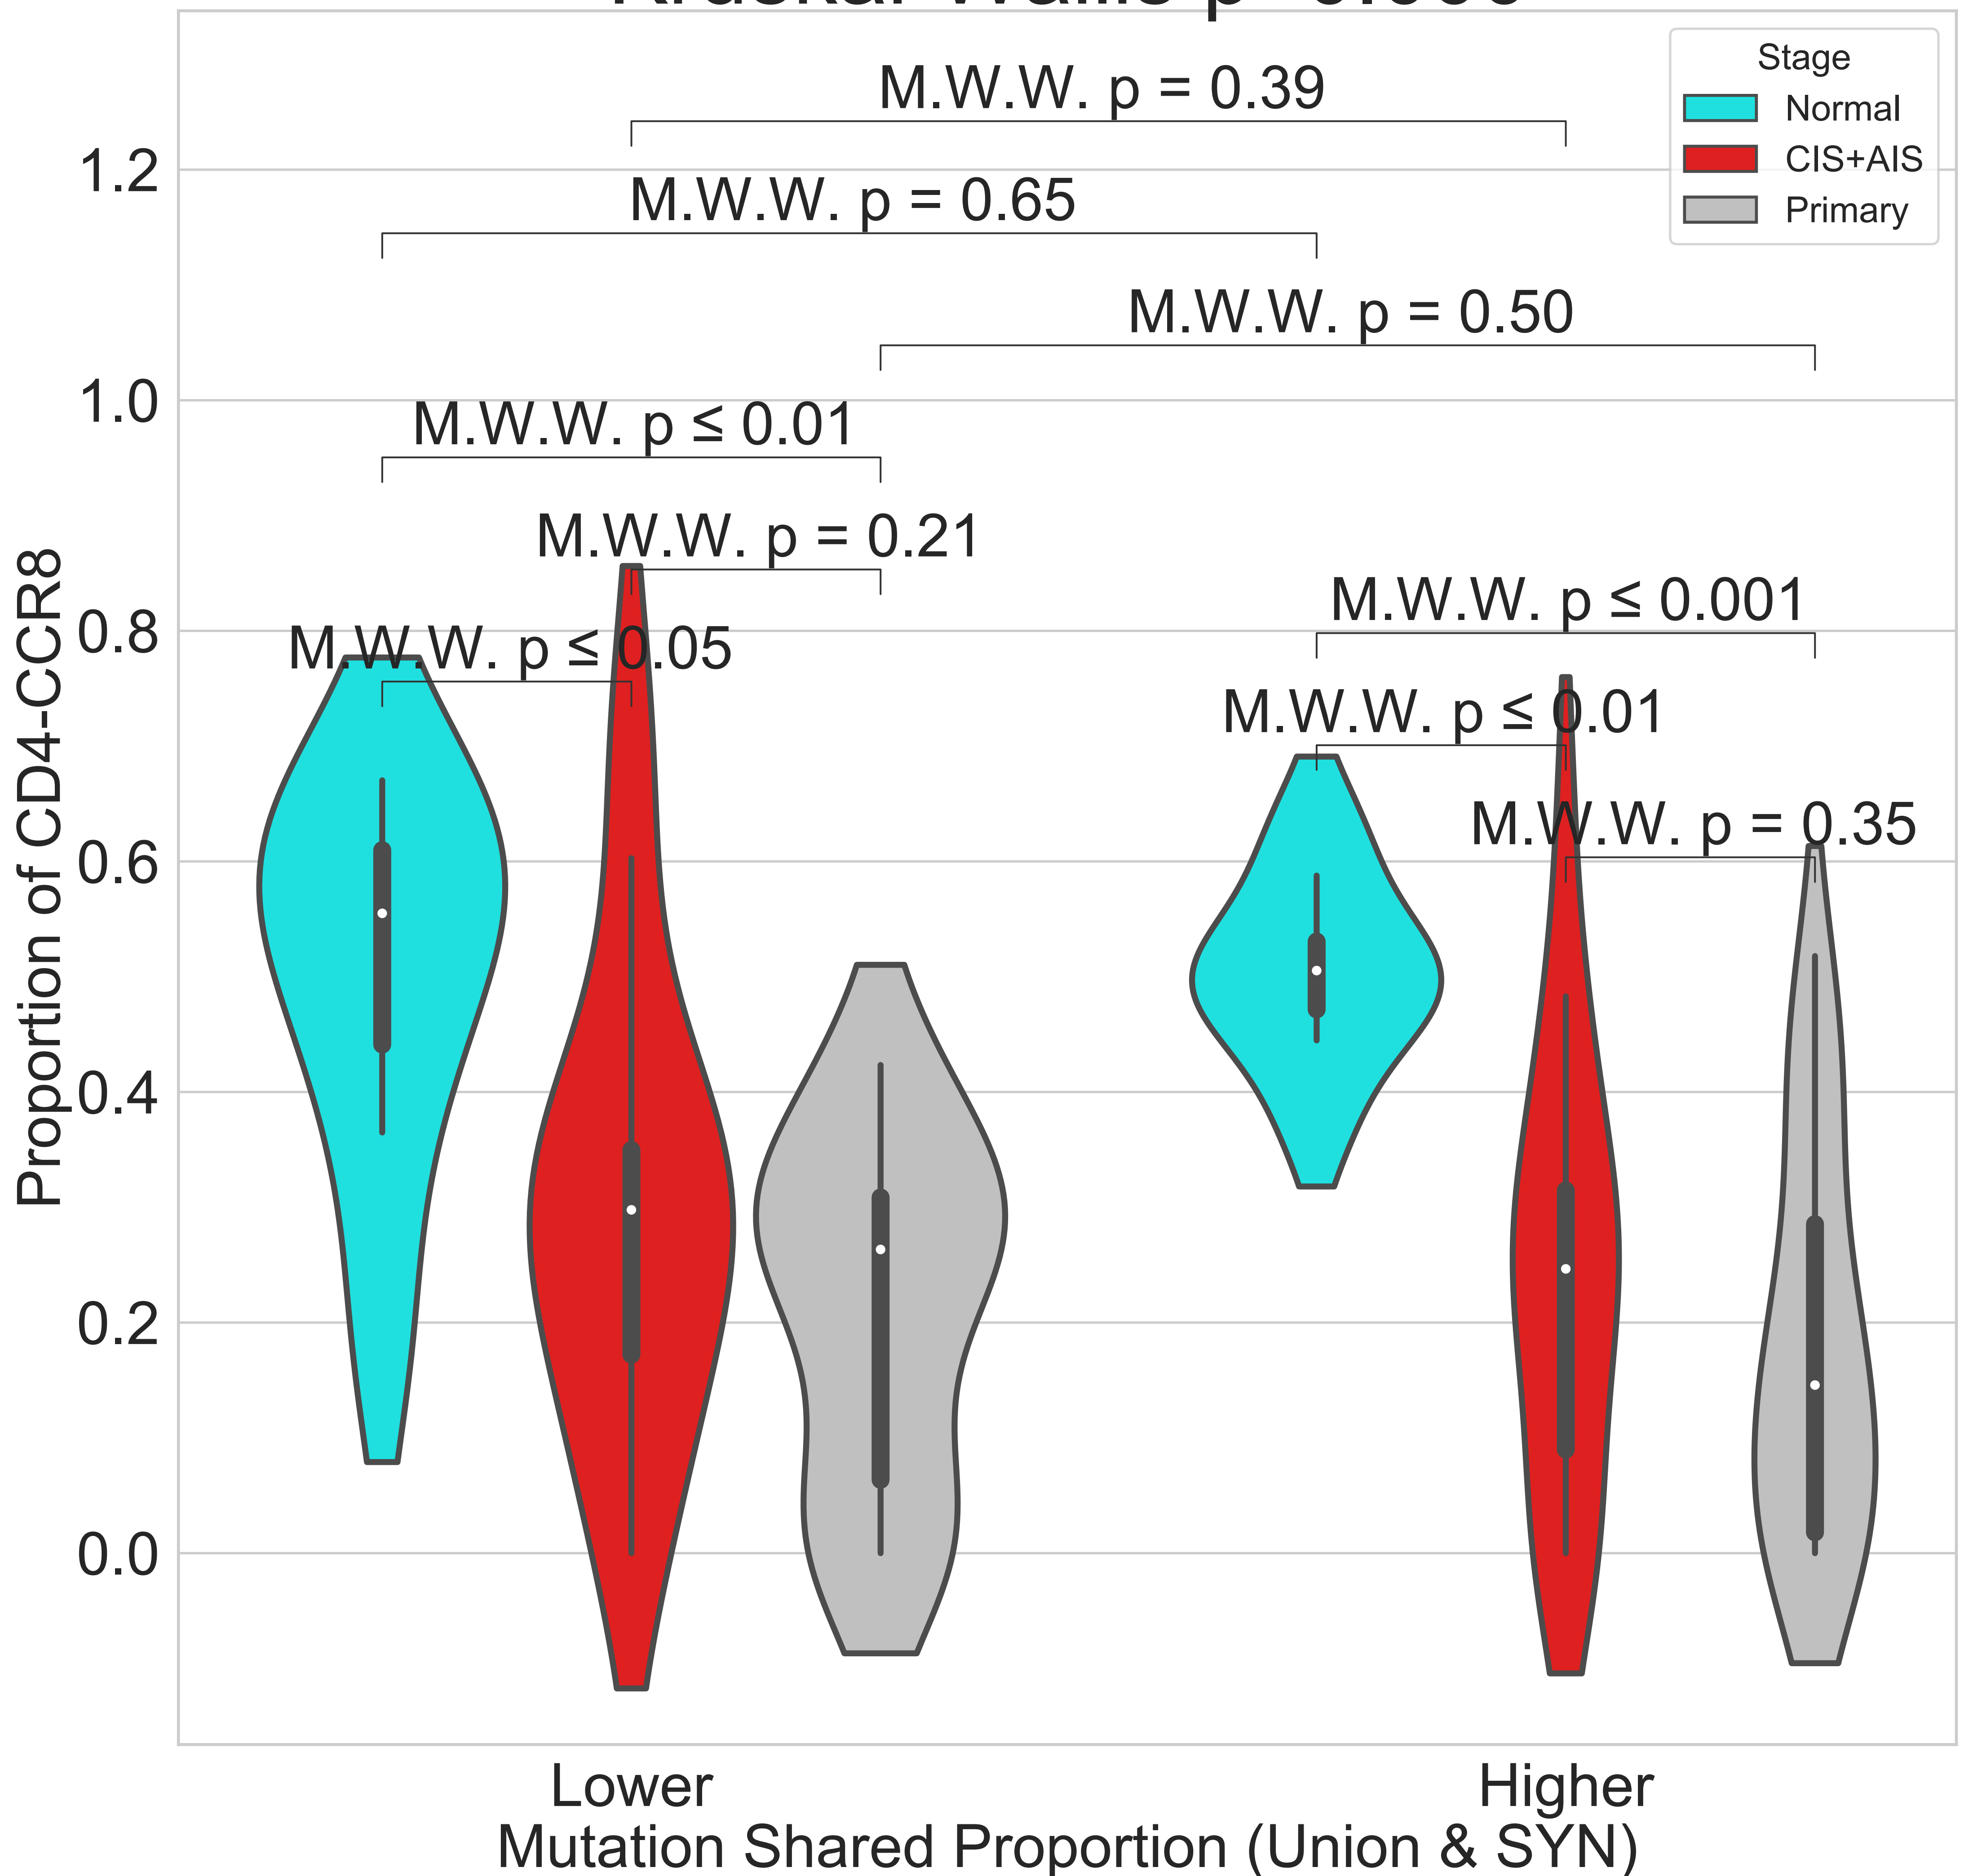 Stage
Normal
CIS+AIS
Primary
M.W.W. p = 0.39
M.W.W. p = 0.65
M.W.W. p = 0.50
M.W.W. p ≤ 0.01
M.W.W. p = 0.21
M.W.W. p ≤ 0.05
M.W.W. p ≤ 0.001
M.W.W. p ≤ 0.01
M.W.W. p = 0.35
1.2
1.0
0.8
0.6
0.4
0.2
0.0
Proportion of CD4-CCR8
Lower
Higher
Mutation Shared Proportion (Union & SYN)